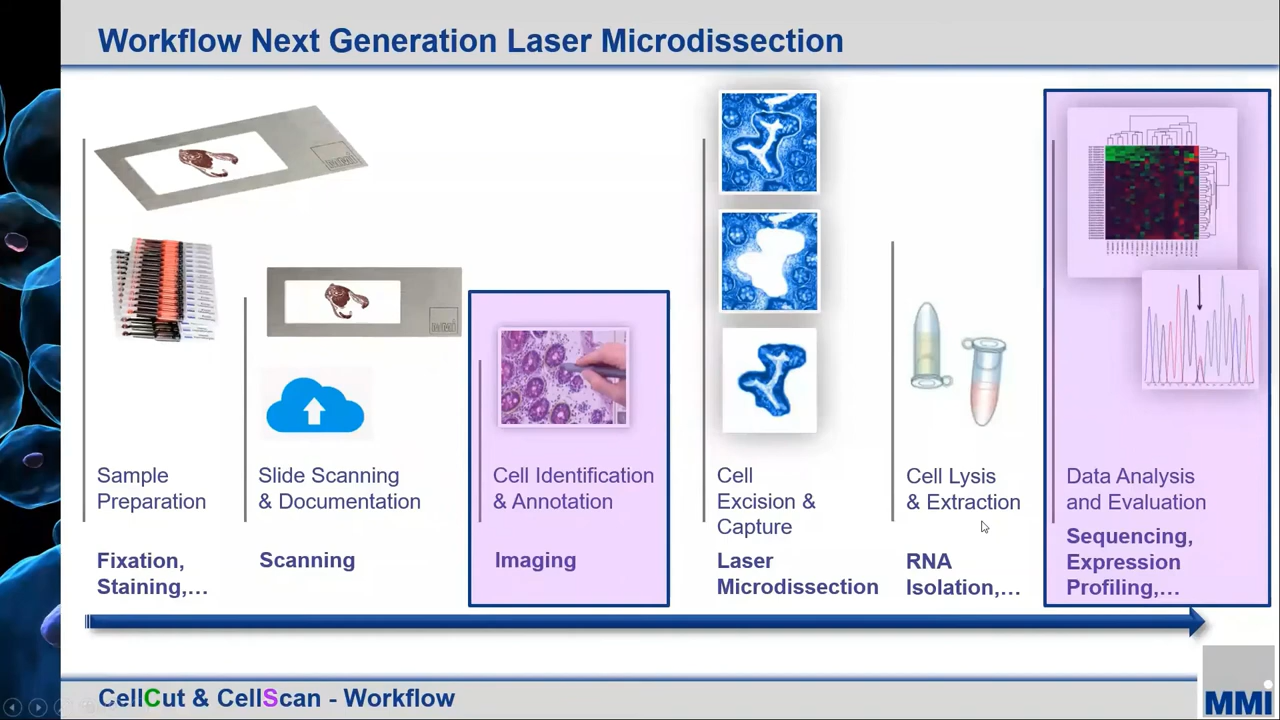 Workflow Next Generation Laser Microdissection
Sample
Preparation
Fixation,
Staining,…
Slide Scanning
& Documentation
Scanning
Cell Identification
& Annotation
Imaging
Cell
Excision &
Capture
Laser
Microdissection
Cell Lysis
& Extraction
RNA
Isolation,…
Data Analysis
and Evaluation
Sequencing,
Expression
Profiling,…
CellCut & CellScan - Workflow
MMI